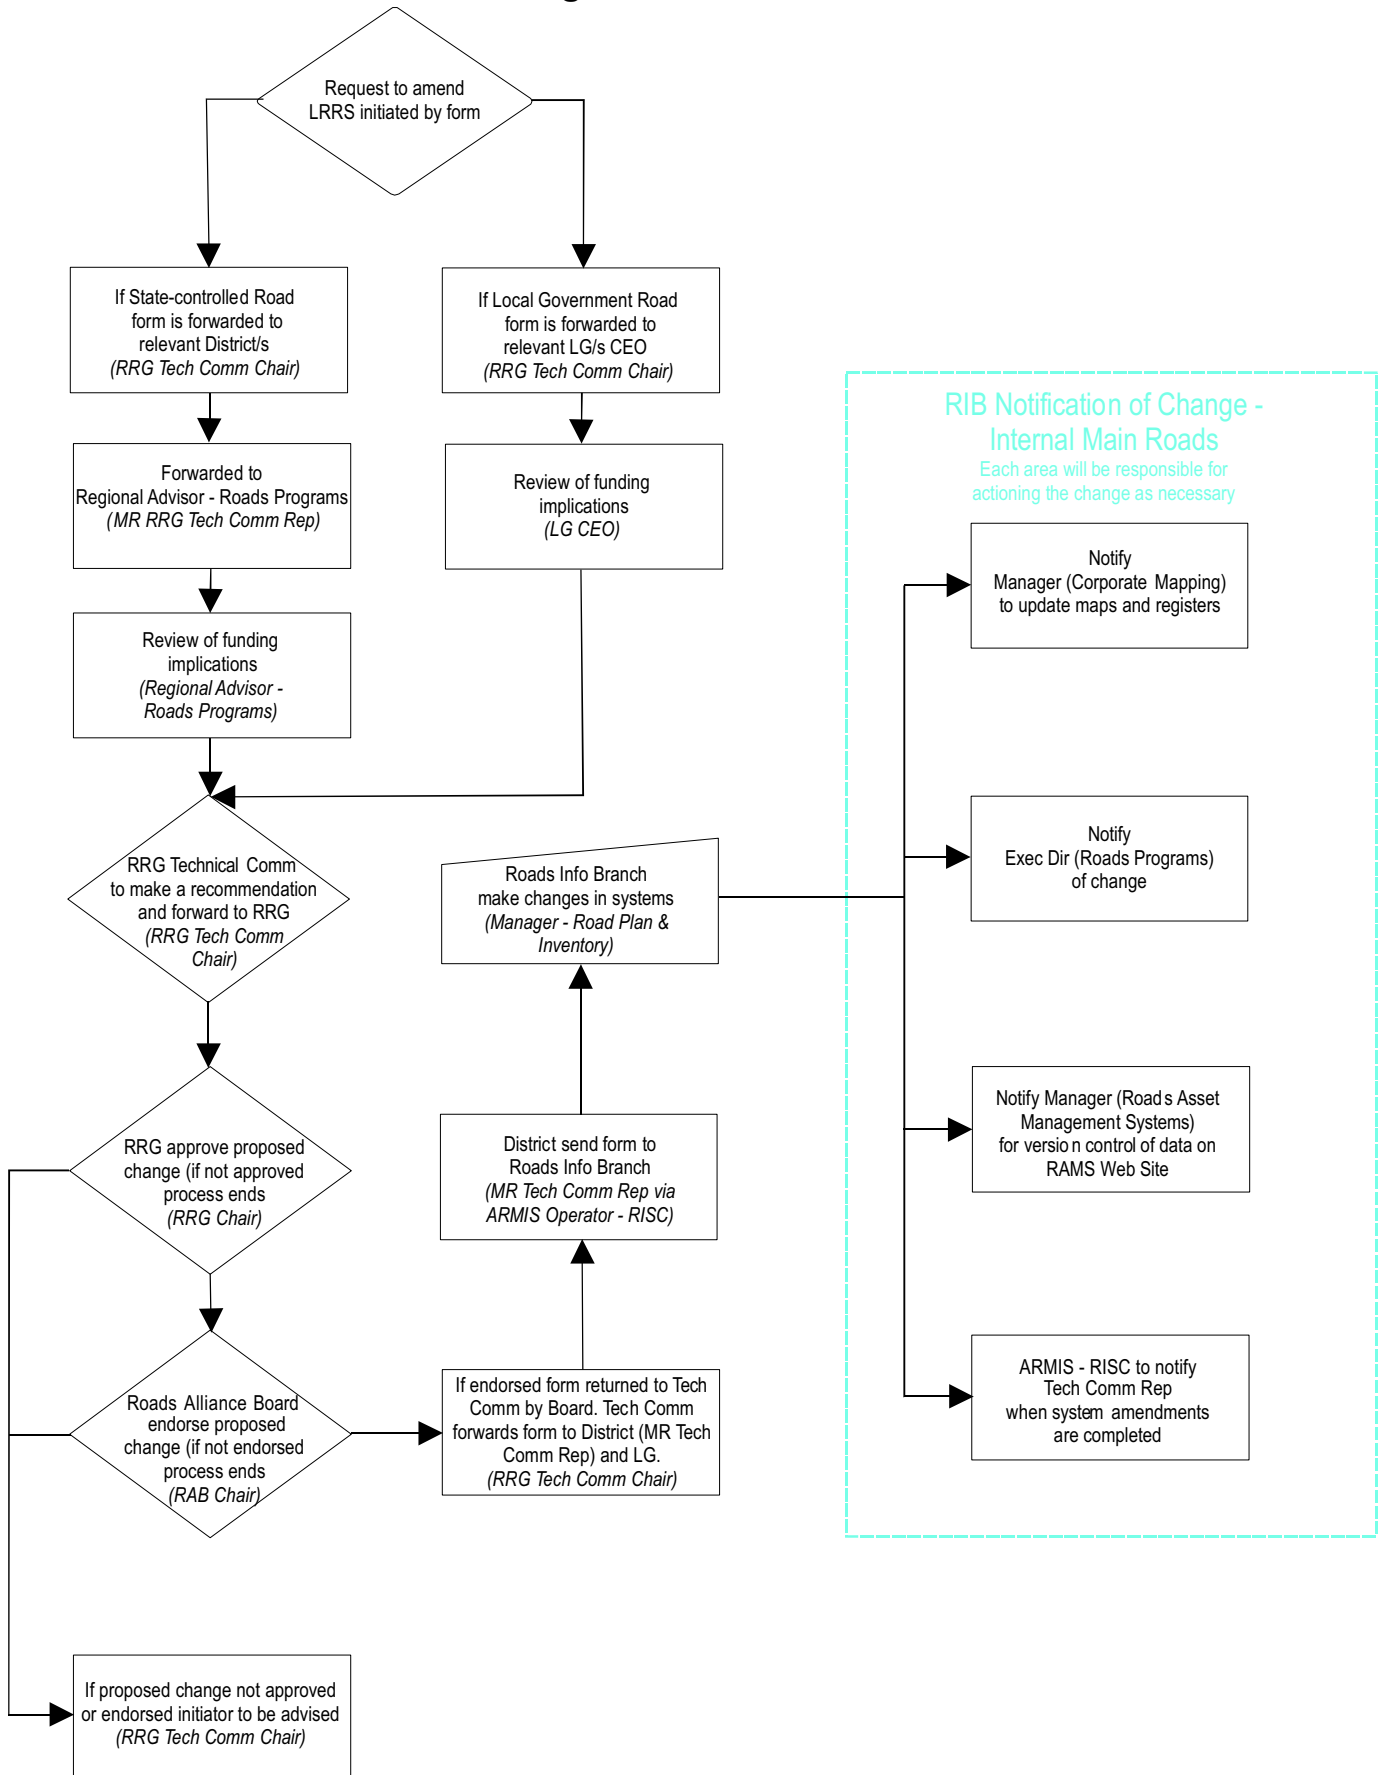 Request to amend
LRRS initiated by form
If State-controlled Road
form is forwarded to
relevant District/s
(RRG Tech Comm Chair)
If Local Government Road
form is forwarded to
relevant LG/s CEO
(RRG Tech Comm Chair)
Forwarded to
Regional Advisor - Roads Programs
(MR RRG Tech Comm Rep)
Review of funding
implications
(LG CEO)
Review of funding
implications
(Regional Advisor -
Roads Programs)
RRG Technical Comm
to make a recommendation
and forward to RRG
(RRG Tech Comm
Chair)
RRG approve proposed
change (if not approved
process ends
(RRG Chair)
Roads Alliance Board
endorse proposed
change (if not endorsed
process ends
(RAB Chair)
If proposed change not approved
or endorsed initiator to be advised
(RRG Tech Comm Chair)
If endorsed form returned to Tech
Comm by Board. Tech Comm
forwards form to District (MR Tech
Comm Rep) and LG.
(RRG Tech Comm Chair)
District send form to
Roads Info Branch
(MR Tech Comm Rep via
ARMIS Operator - RISC)
Roads Info Branch
make changes in systems
(Manager - Road Plan &
Inventory)
RIB Notification of Change -
Internal Main Roads
Each area will be responsible for
actioning the change as necessary
Notify
Manager (Corporate Mapping)
to update maps and registers
Notify
Exec Dir (Roads Programs)
of change
Notify Manager (Roads Asset
Management Systems)
for version control of data on
RAMS Web Site
ARMIS - RISC to notify
Tech Comm Rep
when system amendments
are completed